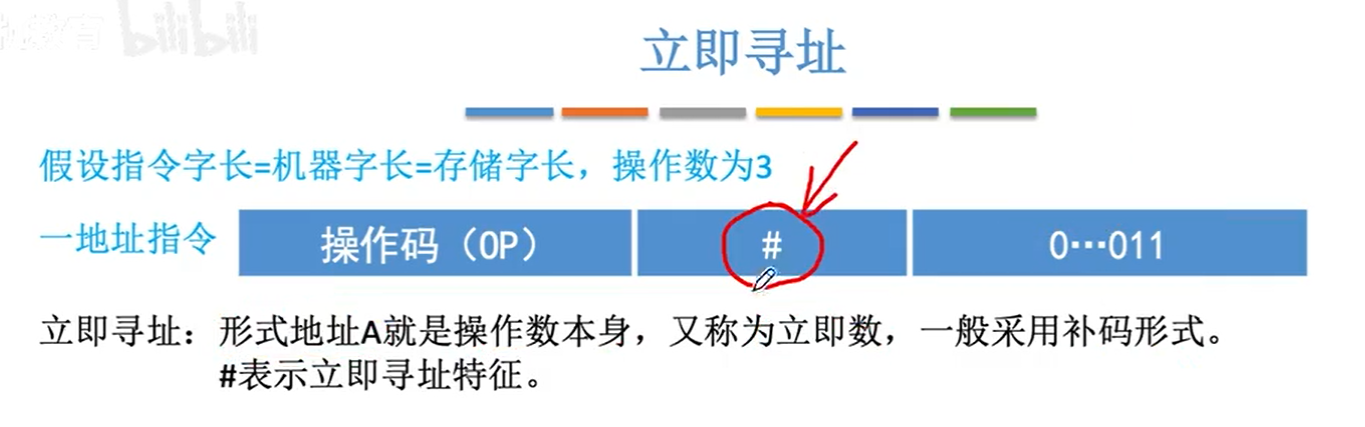 教育 bilibili
立即寻址
假设指令字长=机器字长=存储字长，操作数为3
一地址指令 操作码（OP） # 0…011
立即寻址：形式地址A就是操作数本身，又称为立即数，一般采用补码形式。
#表示立即寻址特征。